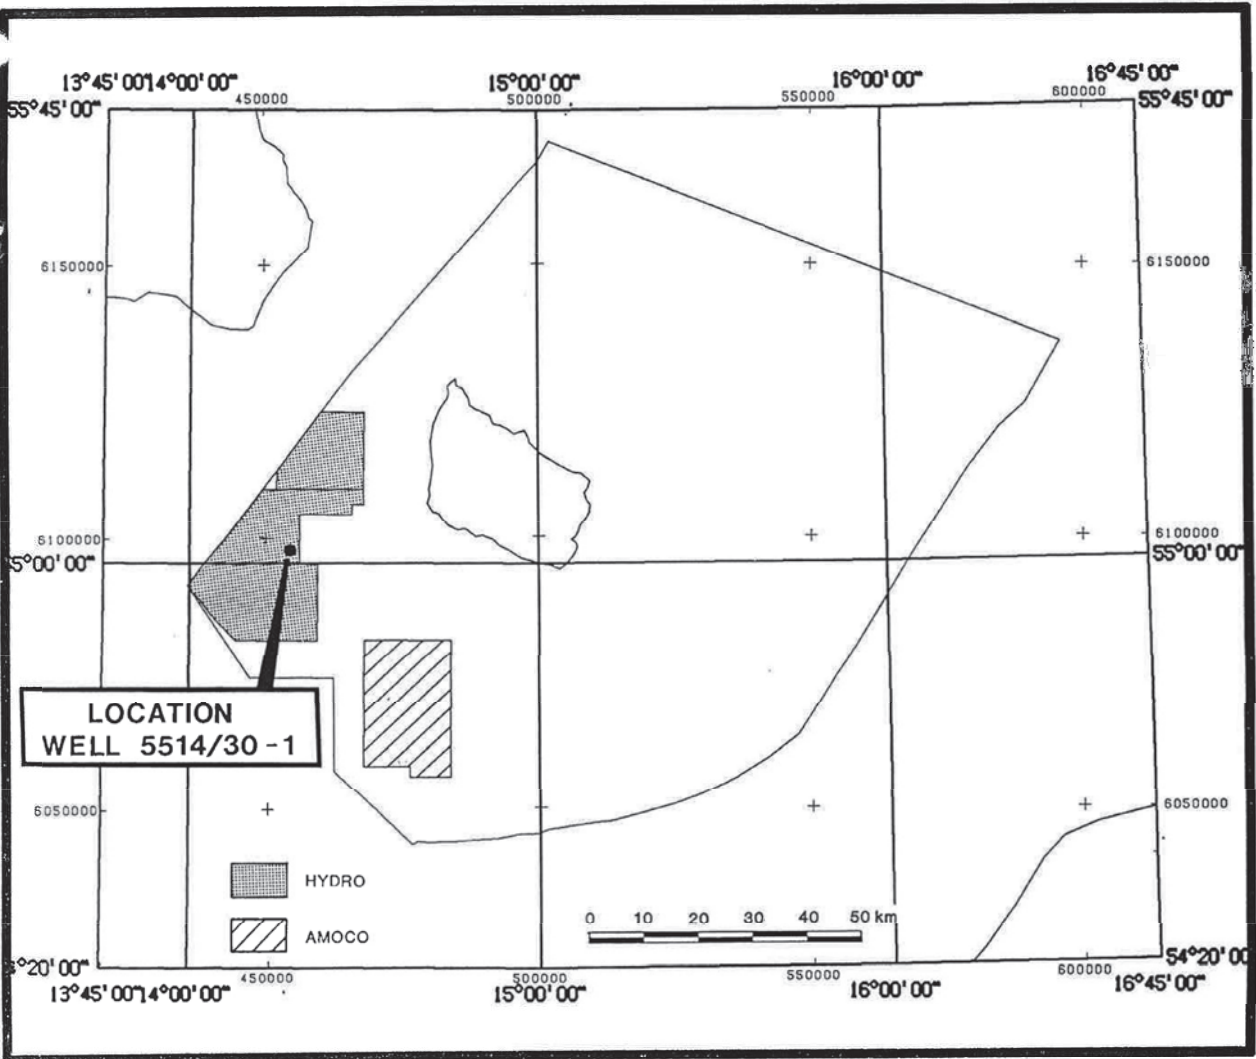 13°45'00" 14°00'00" 15°00'00" 16°00'00" 16°45'00"
450000 500000 550000 600000
55°45'00" 55°45'00"
6150000 6150000
6100000 6100000
5°00'00" 55°00'00"
LOCATION
WELL 5514/30-1
6050000 6050000
HYDRO
0 10 20 30 40 50 km
AMOCO
°20'00" 54°20'00"
450000 500000 550000 600000
13°45'00" 14°00'00" 15°00'00" 16°00'00" 16°45'00"